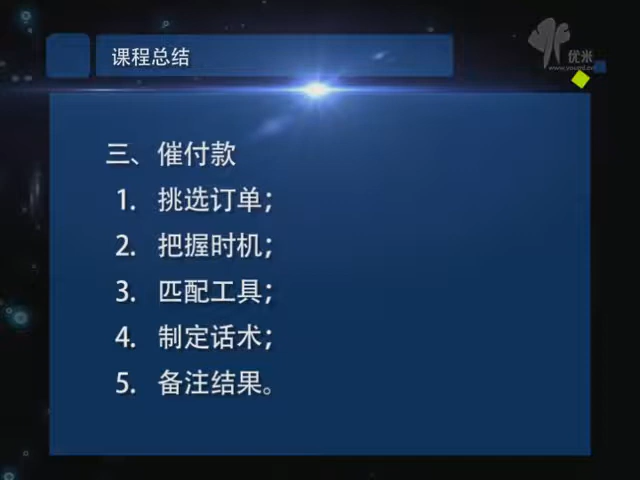 课程总结
优米
三、催付款
1. 挑选订单；
2. 把握时机；
3. 匹配工具；
4. 制定话术；
5. 备注结果。